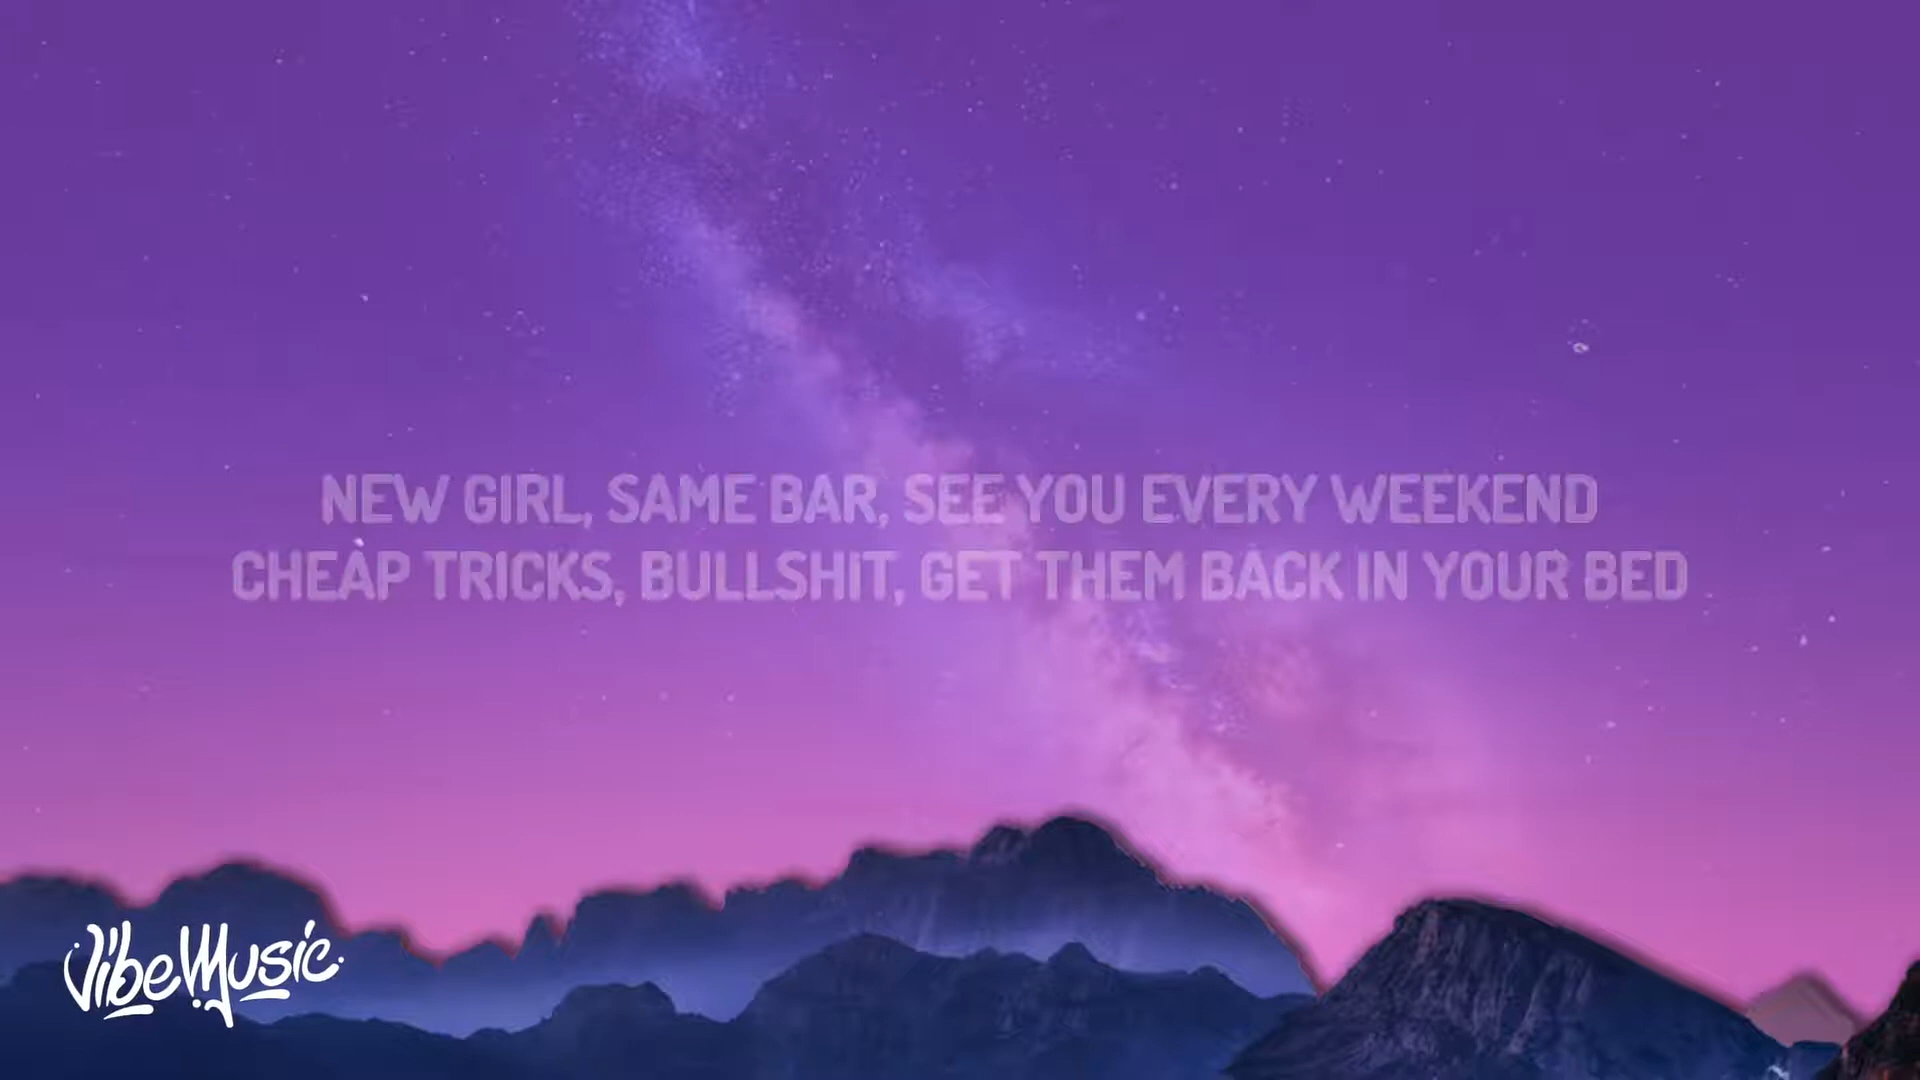 NEW GIRL, SAME BAR, SEE YOU EVERY WEEKEND
CHEAP TRICKS, BULLSHIT, GET THEM BACK IN YOUR BED
VibeMusic